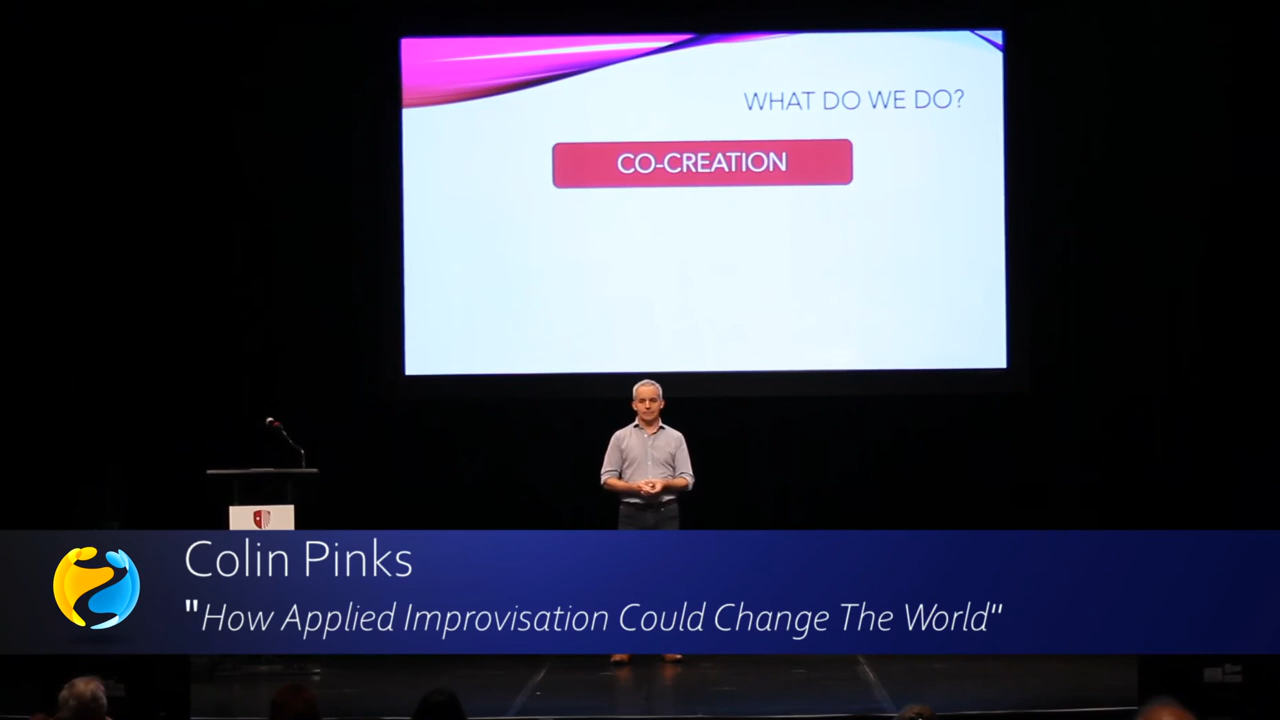 WHAT DO WE DO?
CO-CREATION
Colin Pinks
"How Applied Improvisation Could Change The World"